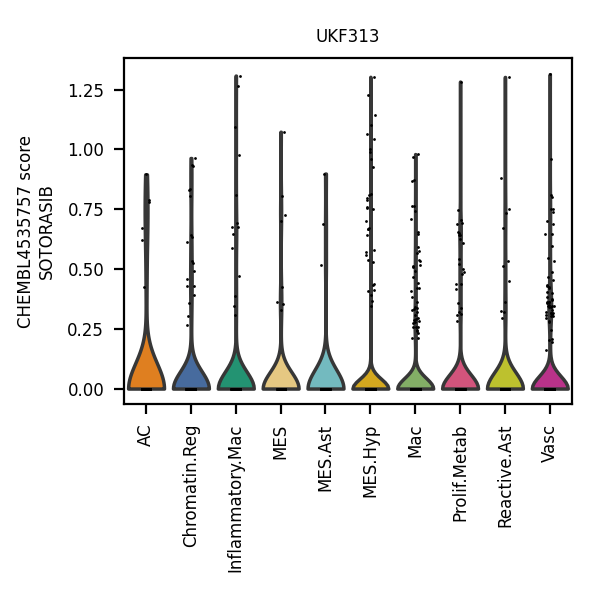 UKF313
CHEMBL4535757 score
SOTORASIB
1.25
1.00
0.75
0.50
0.25
0.00
AC
Chromatin.Reg
Inflammatory.Mac
MES
MES.Ast
MES.Hyp
Mac
Prolif.Metab
Reactive.Ast
Vasc